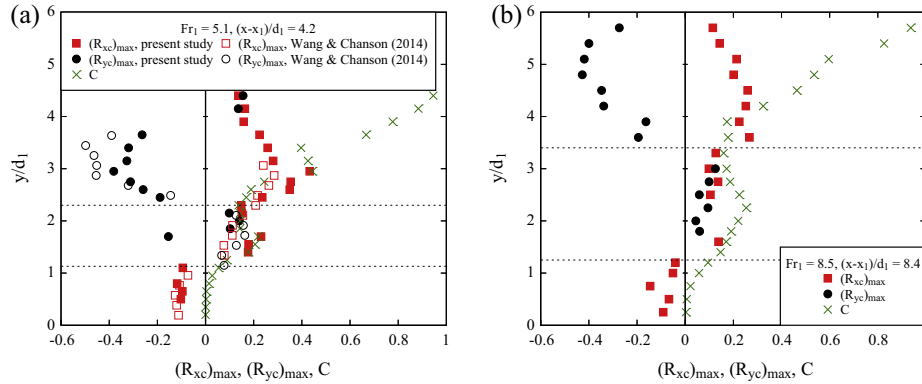 (a)
Fr1 = 5.1, (x-x1)/d1 = 4.2
(Rxc)max, present study
(Rxc)max, Wang & Chanson (2014)
(Ryc)max, present study
(Ryc)max, Wang & Chanson (2014)
C
y/d1
6
5
4
3
2
1
0
-0.6 -0.4 -0.2 0 0.2 0.4 0.6 0.8 1
(Rxc)max, (Ryc)max, C
(b)
y/d1
6
5
4
3
2
1
0
Fr1 = 8.5, (x-x1)/d1 = 8.4
(Rxc)max
(Ryc)max
C
-0.6 -0.4 -0.2 0 0.2 0.4 0.6 0.8
(Rxc)max, (Ryc)max, C